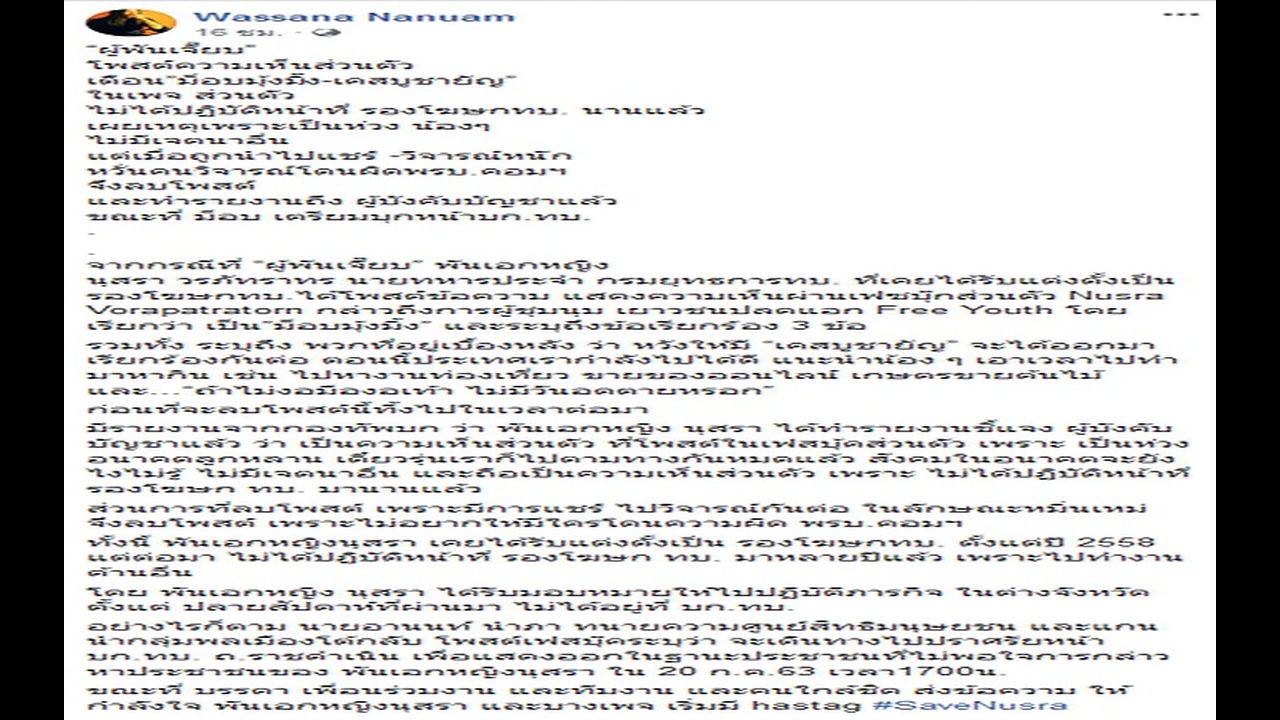 Wassana Nanuam
16 ชม. ·
"ผู้พันเจี๊ยบ"
โพสต์ความเห็นส่วนตัว
เตือน"ม็อบมุ้งมิ้ง-เคสบูชายัญ"
ในเพจ ส่วนตัว
ไม่ได้ปฏิบัติหน้าที่ รองโฆษกทบ. นานแล้ว
เผยเหตุเพราะเป็นห่วง น้องๆ
ไม่มีเจตนาอื่น
แต่เมื่อถูกนำไปแชร์ -วิจารณ์หนัก
หวั่นคนวิจารณ์โดนผิดพรบ.คอมฯ
จึงลบโพสต์
และทำรายงานถึง ผู้บังคับบัญชาแล้ว
ขณะที่ ม็อบ เตรียมบุกหน้าบก.ทบ.
.
.
จากกรณีที่ "ผู้พันเจี๊ยบ" พันเอกหญิง
นุสรา วรภัทราทร นายทหารประจำ กรมยุทธการทบ. ที่เคยได้รับแต่งตั้งเป็น
รองโฆษกทบ.ได้โพสต์ข้อความ แสดงความเห็นผ่านเฟซบุ๊กส่วนตัว Nusra
Vorapatratorn กล่าวถึงการผู้ชุมนุม เยาวชนปลดแอก Free Youth โดย
เรียกว่า เป็น"ม็อบมุ้งมิ้ง" และระบุถึงข้อเรียกร้อง 3 ข้อ
รวมทั้ง ระบุถึง พวกที่อยู่เบื้องหลัง ว่า หวังให้มี "เคสบูชายัญ" จะได้ออกมา
เรียกร้องกันต่อ ตอนนี้ประเทศเรากำลังไปได้ดี แนะนำน้อง ๆ เอาเวลาไปทำ
มาหากิน เช่น ไปหางานท่องเที่ยว ขายของออนไลน์ เกษตรขายต้นไม้
และ..."ถ้าไม่งอมืองอเท้า ไม่มีวันอดตายหรอก"
ก่อนที่จะลบโพสต์นี้ทิ้งไปในเวลาต่อมา
มีรายงานจากกองทัพบก ว่า พันเอกหญิง นุสรา ได้ทำรายงานชี้แจง ผู้บังคับ
บัญชาแล้ว ว่า เป็นความเห็นส่วนตัว ที่โพสต์ในเฟสบุ๊คส่วนตัว เพราะ เป็นห่วง
อนาคตลูกหลาน เดี๋ยวรุ่นเราก็ไปตามทางกันหมดแล้ว สังคมในอนาคตจะยัง
ไงไม่รู้ ไม่มีเจตนาอื่น และถือเป็นความเห็นส่วนตัว เพราะ ไม่ได้ปฏิบัติหน้าที่
รองโฆษก ทบ. มานานแล้ว
ส่วนการที่ลบโพสต์ เพราะมีการแชร์ ไปวิจารณ์กันต่อ ในลักษณะหมิ่นเหม่
จึงลบโพสต์ เพราะไม่อยากให้มีใครโดนความผิด พรบ.คอมฯ
ทั้งนี้ พันเอกหญิงนุสรา เคยได้รับแต่งตั้งเป็น รองโฆษกทบ. ตั้งแต่ปี 2558
แต่ต่อมา ไม่ได้ปฏิบัติหน้าที่ รองโฆษก ทบ. มาหลายปีแล้ว เพราะไปทำงาน
ด้านอื่น
โดย พันเอกหญิง นุสรา ได้รับมอบหมายให้ไปปฏิบัติภารกิจ ในต่างจังหวัด
ตั้งแต่ ปลายสัปดาห์ที่ผ่านมา ไม่ได้อยู่ที่ บก.ทบ.
อย่างไรก็ตาม นายอานนท์ นำภา ทนายความศูนย์สิทธิมนุษยชน และแกน
นำกลุ่มพลเมืองโต้กลับ โพสต์เฟสบุ๊คระบุว่า จะเดินทางไปปราศรัยหน้า
บก.ทบ. ถ.ราชดำเนิน เพื่อแสดงออกในฐานะประชาชนที่ไม่พอใจการกล่าว
หาประชาชนของ พันเอกหญิงนุสรา ใน 20 ก.ค.63 เวลา1700น.
ขณะที่ บรรดา เพื่อนร่วมงาน และทีมงาน และคนใกล้ชิด ส่งข้อความ ให้
กำลังใจ พันเอกหญิงนุสรา และบางเพจ เริ่มมี hastag #SaveNusra